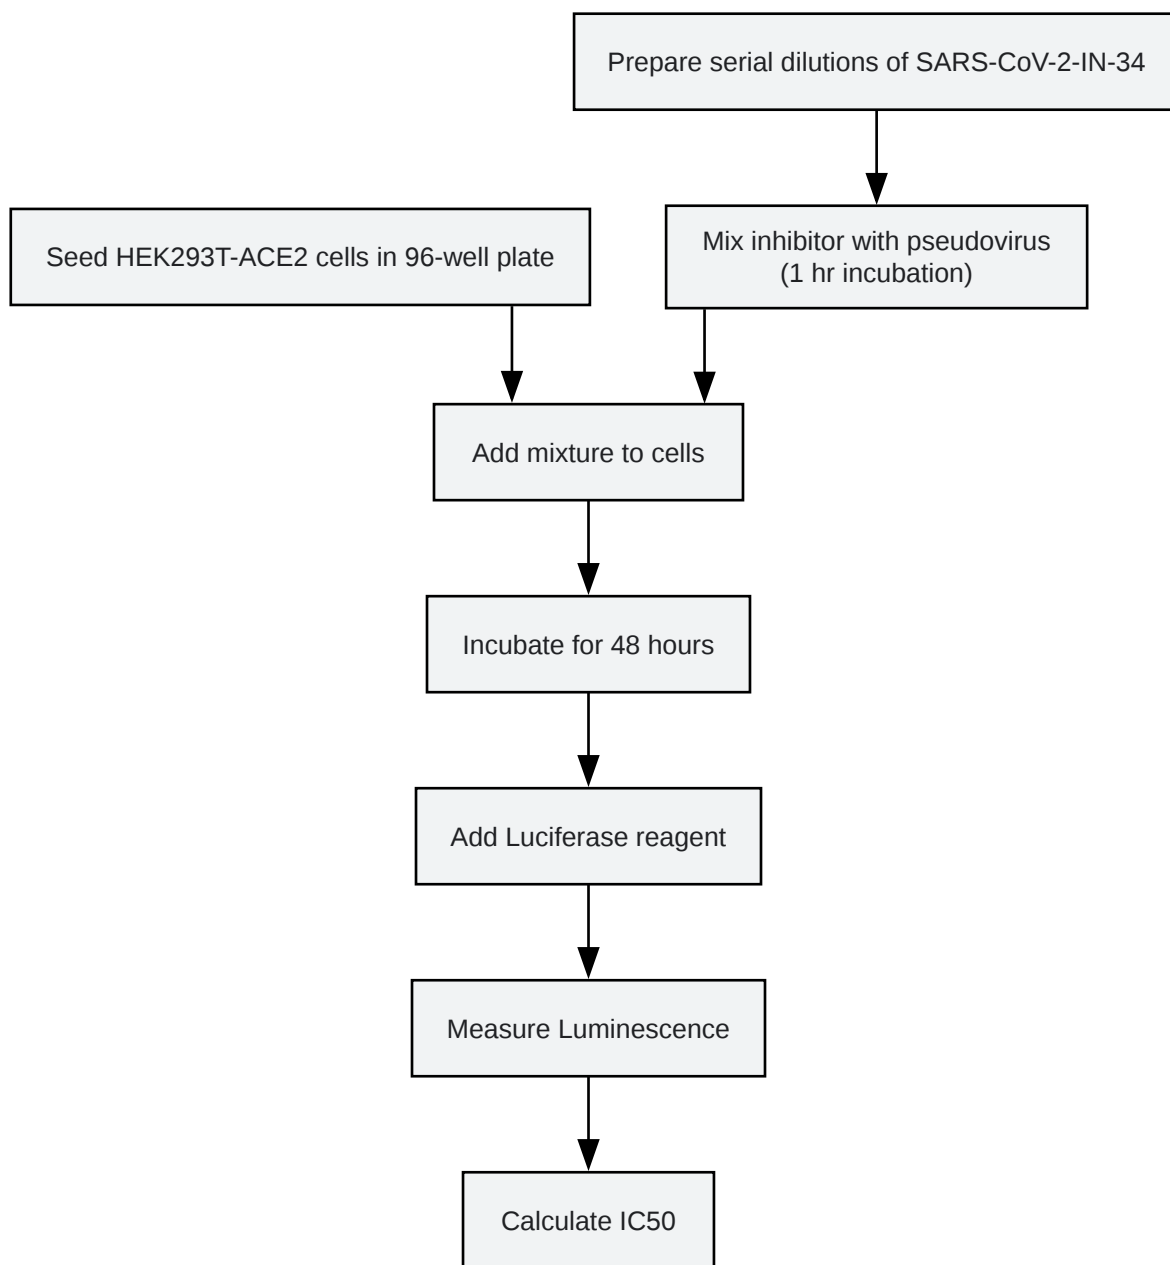 Prepare serial dilutions of SARS-CoV-2-IN-34
Seed HEK293T-ACE2 cells in 96-well plate
Mix inhibitor with pseudovirus
(1 hr incubation)
Add mixture to cells
Incubate for 48 hours
Add Luciferase reagent
Measure Luminescence
Calculate IC50